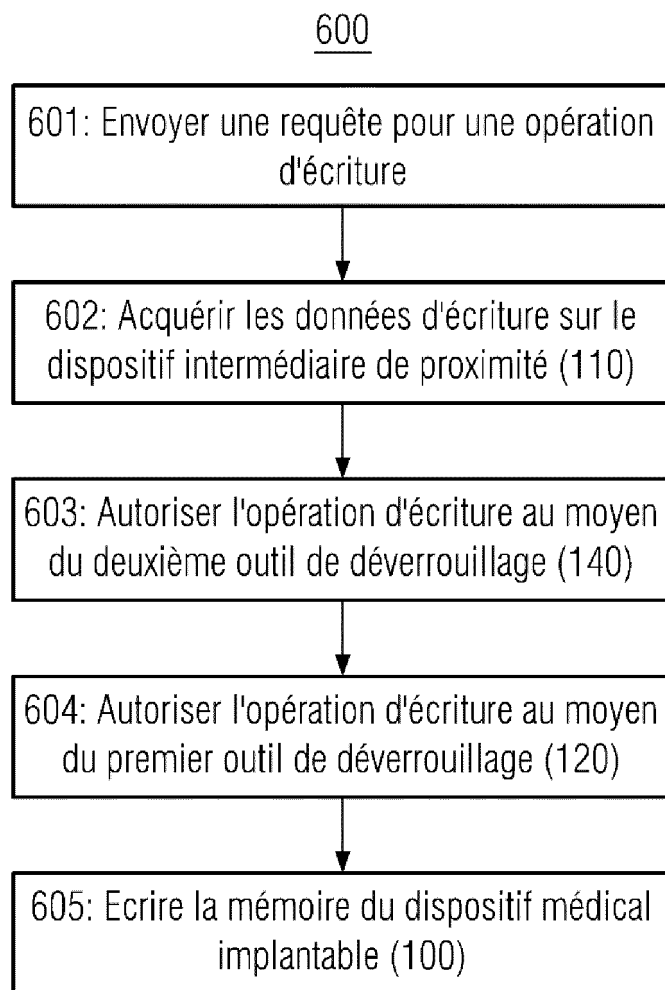 600
601: Envoyer une requête pour une opération
d'écriture
602: Acquérir les données d'écriture sur le
dispositif intermédiaire de proximité (110)
603: Autoriser l'opération d'écriture au moyen
du deuxième outil de déverrouillage (140)
604: Autoriser l'opération d'écriture au moyen
du premier outil de déverrouillage (120)
605: Ecrire la mémoire du dispositif médical
implantable (100)